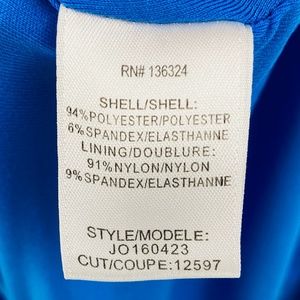 RN# 136324
SHELL/SHELL:
94%POLYESTER/POLYESTER
6%SPANDEX/ELASTHANNE
LINING/DOUBLURE:
91%NYLON/NYLON
9%SPANDEX/ELASTHANNE
STYLE/MODELE:
JO160423
CUT/COUPE:12597